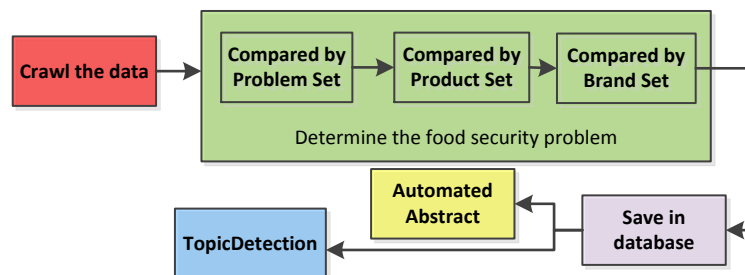 Crawl the data
Compared by
Problem Set
Compared by
Product Set
Compared by
Brand Set
Determine the food security problem
Automated
Abstract
TopicDetection
Save in
database